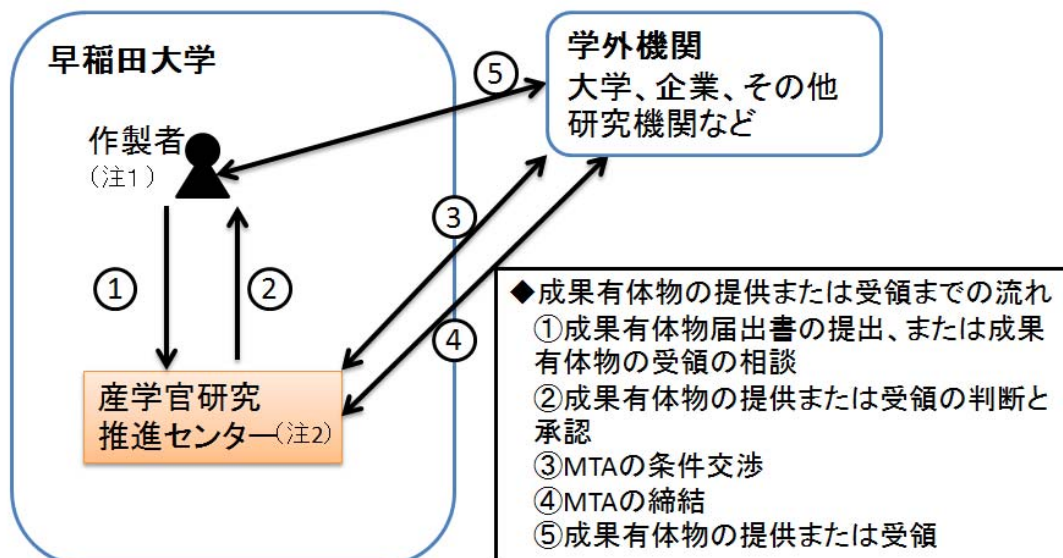 早稲田大学
作製者
（注1）
①
②
産学官研究
推進センター（注2）
③
④
⑤
学外機関
大学、企業、その他
研究機関など
◆成果有体物の提供または受領までの流れ
①成果有体物届出書の提出、または成果
有体物の受領の相談
②成果有体物の提供または受領の判断と
承認
③MTAの条件交渉
④MTAの締結
⑤成果有体物の提供または受領